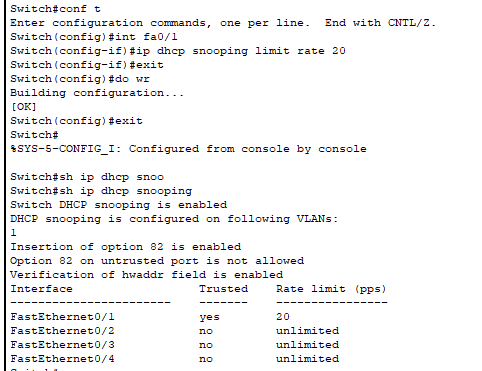 Switch#conf t
Enter configuration commands, one per line.  End with CNTL/Z.
Switch(config)#int fa0/1
Switch(config-if)#ip dhcp snooping limit rate 20
Switch(config-if)#exit
Switch(config)#do wr
Building configuration...
[OK]
Switch(config)#exit
Switch#
%SYS-5-CONFIG_I: Configured from console by console

Switch#sh ip dhcp snoo
Switch#sh ip dhcp snooping
Switch DHCP snooping is enabled
DHCP snooping is configured on following VLANs:
1
Insertion of option 82 is enabled
Option 82 on untrusted port is not allowed
Verification of hwaddr field is enabled
Interface                  Trusted    Rate limit (pps)
-----------------------    -------    ----------------
FastEthernet0/1            yes        20
FastEthernet0/2            no         unlimited
FastEthernet0/3            no         unlimited
FastEthernet0/4            no         unlimited